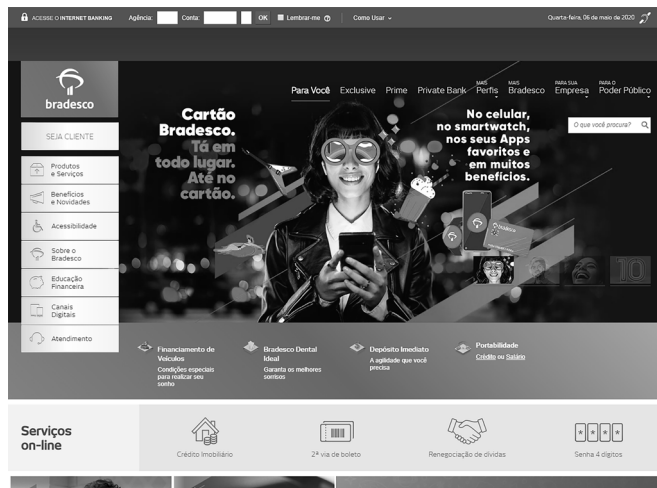 ACESSE O INTERNET BANKING
Agência:
Conta:
OK
Lembrar-me
Como Usar
Quarta-feira, 06 de maio de 2020
bradesco
Para Você
Exclusive
Prime
Private Bank
MAIS
Perfis
MAIS
Bradesco
PARA SUA
Empresa
PARA O
Poder Público
O que você procura?
SEJA CLIENTE
Produtos
e Serviços
Benefícios
e Novidades
Acessibilidade
Sobre o
Bradesco
Educação
Financeira
Canais
Digitais
Atendimento
Cartão
Bradesco.
Tá em
todo lugar.
Até no
cartão.
No celular,
no smartwatch,
nos seus Apps
favoritos e
em muitos
benefícios.
bradesco
10
Financiamento de
Veículos
Condições especiais
para realizar seu
sonho
Bradesco Dental
Ideal
Garanta os melhores
sorrisos
Depósito Imediato
A agilidade que você
precisa
Portabilidade
Crédito ou Salário
Serviços
on-line
Crédito Imobiliário
2ª via de boleto
Renegociação de dívidas
* * * *
Senha 4 dígitos